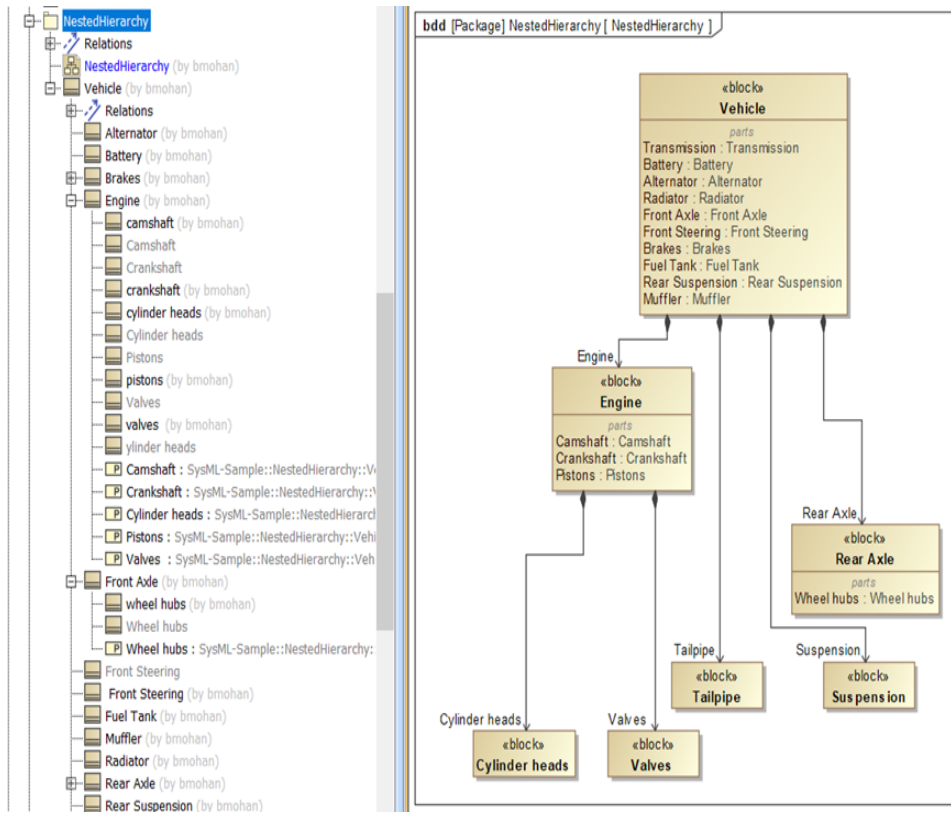 NestedHierarchy
Relations
NestedHierarchy (by bmohan)
Vehicle (by bmohan)
Relations
Alternator (by bmohan)
Battery (by bmohan)
Brakes (by bmohan)
Engine (by bmohan)
camshaft (by bmohan)
Camshaft
Crankshaft
crankshaft (by bmohan)
cylinder heads (by bmohan)
Cylinder heads
Pistons
pistons (by bmohan)
Valves
valves (by bmohan)
ylinder heads
P Camshaft : SysML-Sample::NestedHierarchy::V
P Crankshaft : SysML-Sample::NestedHierarchy::
P Cylinder heads : SysML-Sample::NestedHierarch
P Pistons : SysML-Sample::NestedHierarchy::Vehi
P Valves : SysML-Sample::NestedHierarchy::Veh
Front Axle (by bmohan)
wheel hubs (by bmohan)
Wheel hubs
P Wheel hubs : SysML-Sample::NestedHierarchy:
Front Steering
Front Steering (by bmohan)
Fuel Tank (by bmohan)
Muffler (by bmohan)
Radiator (by bmohan)
Rear Axle (by bmohan)
Rear Suspension (by bmohan)
bdd [Package] NestedHierarchy [ NestedHierarchy ]
«block»
Vehicle
parts
Transmission : Transmission
Battery : Battery
Alternator : Alternator
Radiator : Radiator
Front Axle : Front Axle
Front Steering : Front Steering
Brakes : Brakes
Fuel Tank : Fuel Tank
Rear Suspension : Rear Suspension
Muffler : Muffler
Engine
«block»
Engine
parts
Camshaft : Camshaft
Crankshaft : Crankshaft
Pistons : Pistons
Rear Axle
«block»
Rear Axle
parts
Wheel hubs : Wheel hubs
Tailpipe
«block»
Tailpipe
Suspension
«block»
Suspension
Cylinder heads
«block»
Cylinder heads
Valves
«block»
Valves